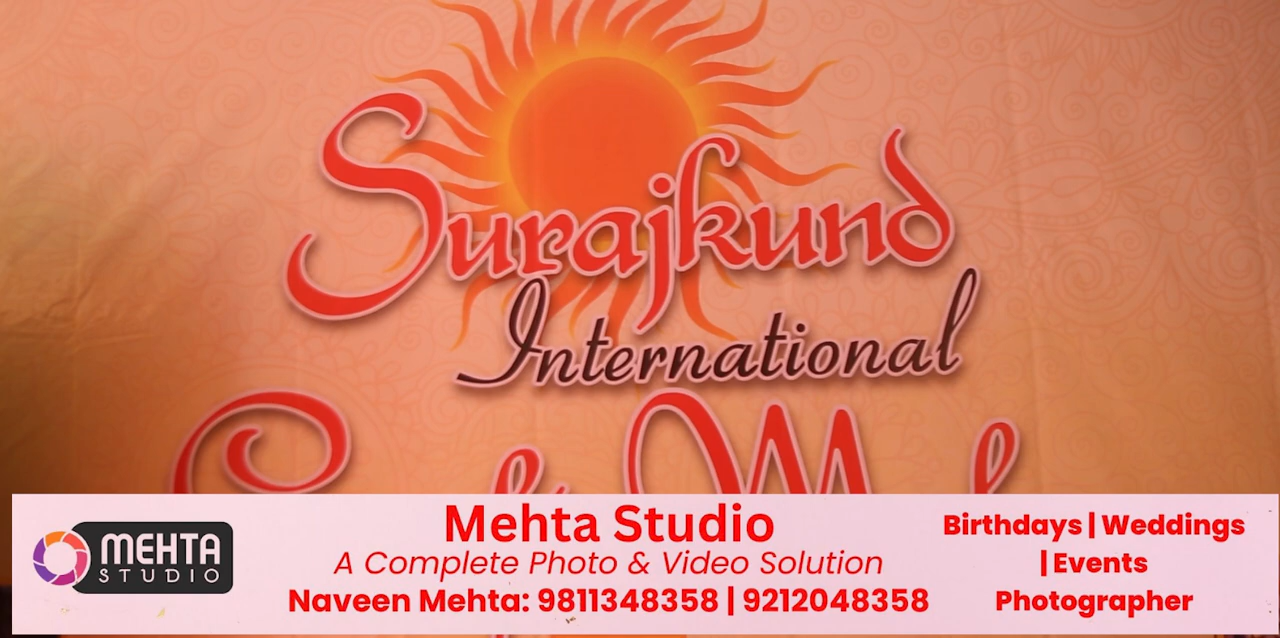 Surajkund
International
MEHTA
STUDIO
Mehta Studio
A Complete Photo & Video Solution
Naveen Mehta: 9811348358 | 9212048358
Birthdays | Weddings
| Events
Photographer